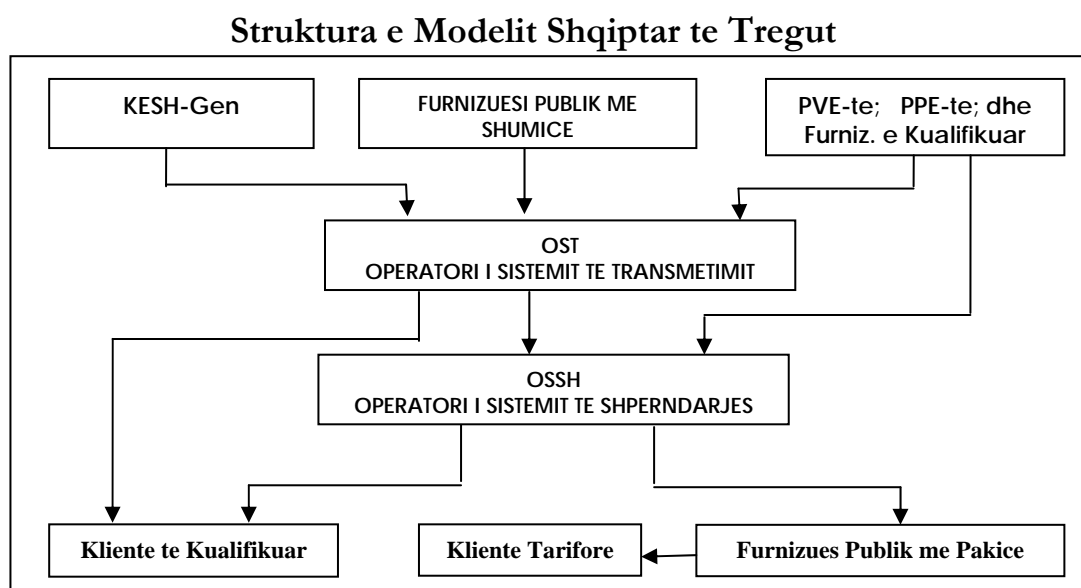 Struktura e Modelit Shqiptar te Tregut
KESH-Gen
FURNIZUESI PUBLIK ME
SHUMICE
PVE-te; PPE-te; dhe
Furniz. e Kualifikuar
OST
OPERATORI I SISTEMIT TE TRANSMETIMIT
OSSH
OPERATORI I SISTEMIT TE SHPERNDARJES
Kliente te Kualifikuar
Kliente Tarifore
Furnizues Publik me Pakice